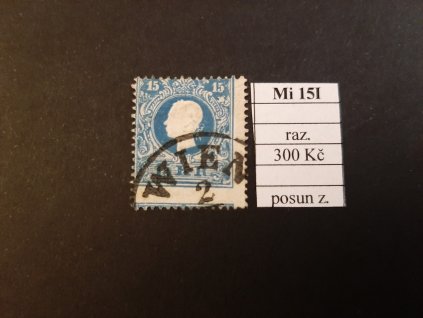 15 15
WIEN
2
Mi 15I
raz.
300 Kč
posun z.